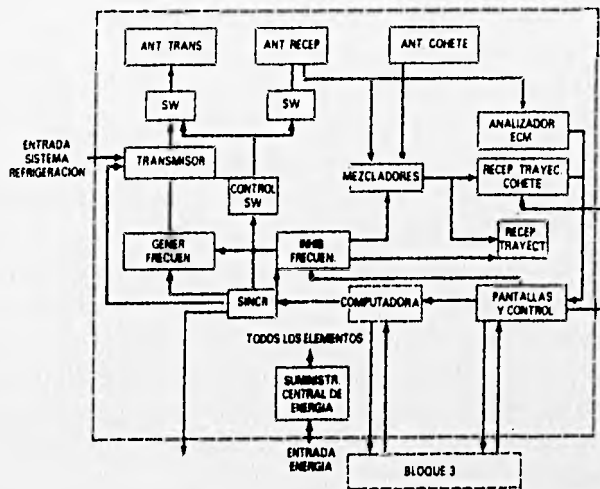 ANT TRANS
ANT RECEP
ANT. COHETE
SW
SW
ANALIZADOR
ECM
ENTRADA
SISTEMA
REFRIGERACIÓN
TRANSMISOR
CONTROL
SW
MEZCLADORES
RECEP TRAYEC.
COHETE
GENER
FRECUEN
INHIB
FRECUEN.
RECEP
TRAYECT
SINCR
COMPUTADORA
PANTALLAS
Y CONTROL
TODOS LOS ELEMENTOS
SUMINISTR.
CENTRAL DE
ENERGIA
ENTRADA
ENERGIA
BLOQUE 3